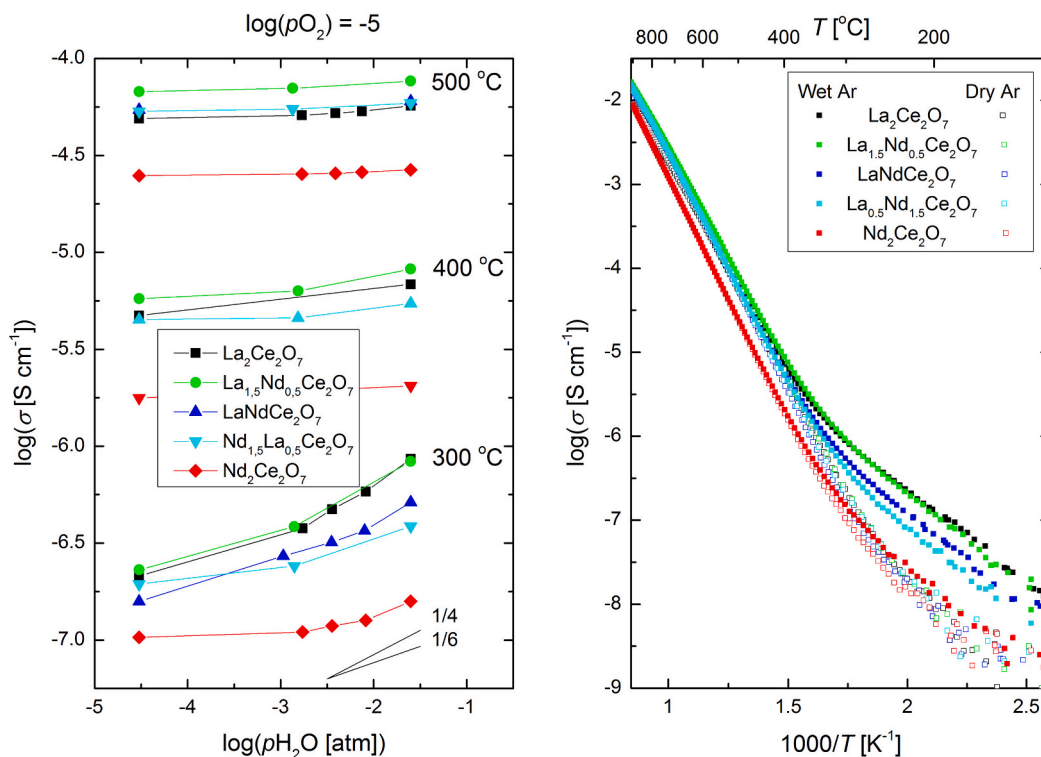 log(pO₂) = -5
-4.0
-4.5
-5.0
-5.5
-6.0
-6.5
-7.0
log(σ [S cm⁻¹])
500 °C
400 °C
300 °C
La₂Ce₂O₇
La₁,₅Nd₀,₅Ce₂O₇
LaNdCe₂O₇
Nd₁,₅La₀,₅Ce₂O₇
Nd₂Ce₂O₇
1/4
1/6
-5 -4 -3 -2 -1
log(pH₂O [atm])
T [°C]
800 600 400 200
Wet Ar Dry Ar
La₂Ce₂O₇
La₁.₅Nd₀.₅Ce₂O₇
LaNdCe₂O₇
La₀.₅Nd₁.₅Ce₂O₇
Nd₂Ce₂O₇
-2
-3
-4
-5
-6
-7
-8
-9
log(σ [S cm⁻¹])
1 1.5 2 2.5
1000/T [K⁻¹]